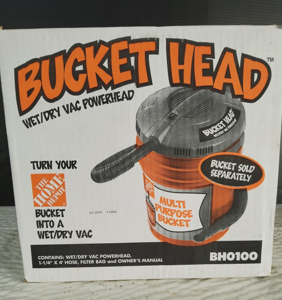 BUCKET HEAD™
WET/DRY VAC POWERHEAD
BUCKET HEAD
BUCKET SOLD
SEPARATELY
TURN YOUR
THE
HOME
DEPOT
BUCKET
INTO A
WET/DRY VAC
MULTI
PURPOSE
BUCKET
CONTAINS: WET/DRY VAC POWERHEAD,
1-1/4" X 4' HOSE, FILTER BAG and OWNER'S MANUAL
BH0100